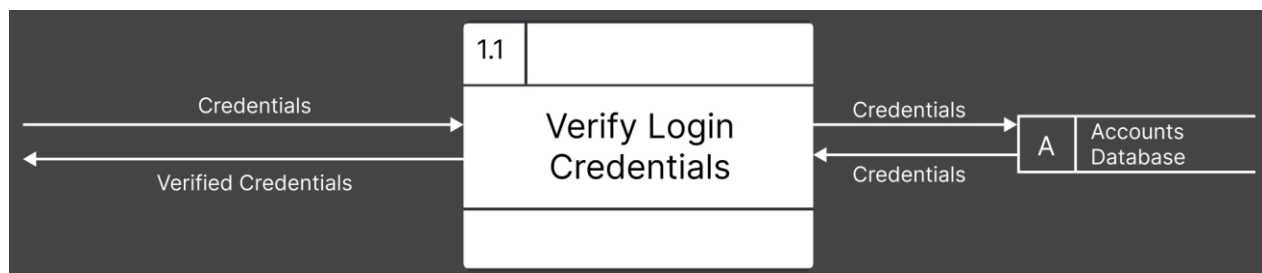 1.1
Credentials
Verified Credentials
Verify Login
Credentials
Credentials
Credentials
A
Accounts
Database